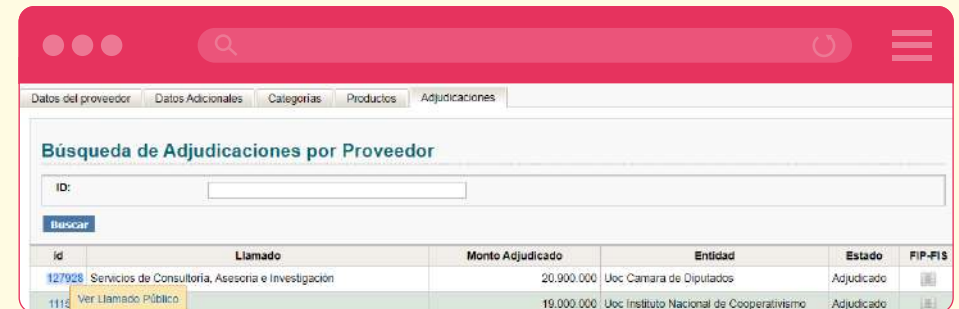 Datos del proveedor Datos Adicionales Categorías Productos Adjudicaciones
Búsqueda de Adjudicaciones por Proveedor
ID:
Buscar
id Llamado Monto Adjudicado Entidad Estado FIP-FIS
127928 Servicios de Consultoría, Asesoria e Investigación 20.900.000 Uoc Camara de Diputados Adjudicado
Ver Llamado Público 19.000.000 Uoc Instituto Nacional de Cooperativismo Adjudicado